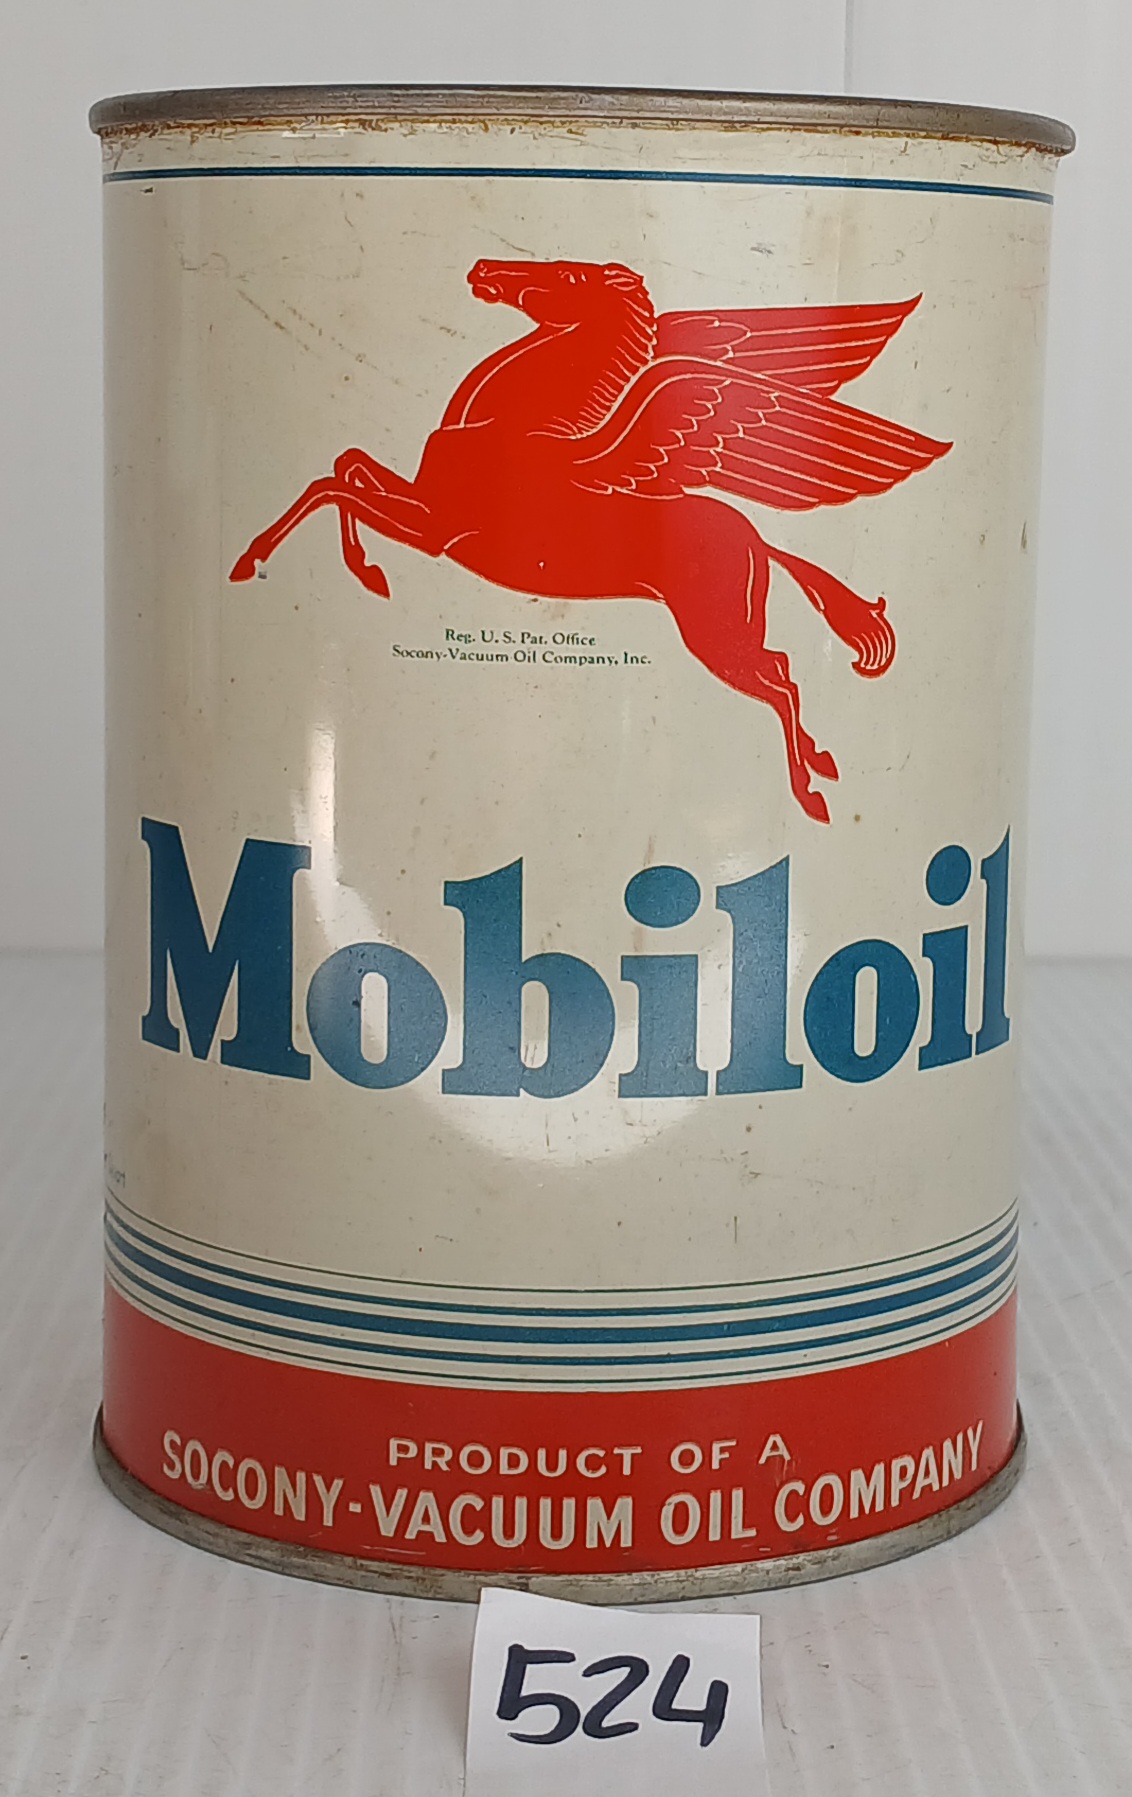 Reg. U. S. Pat. Office
Socony-Vacuum Oil Company, Inc.
Mobiloil
PRODUCT OF A
SOCONY-VACUUM OIL COMPANY
524